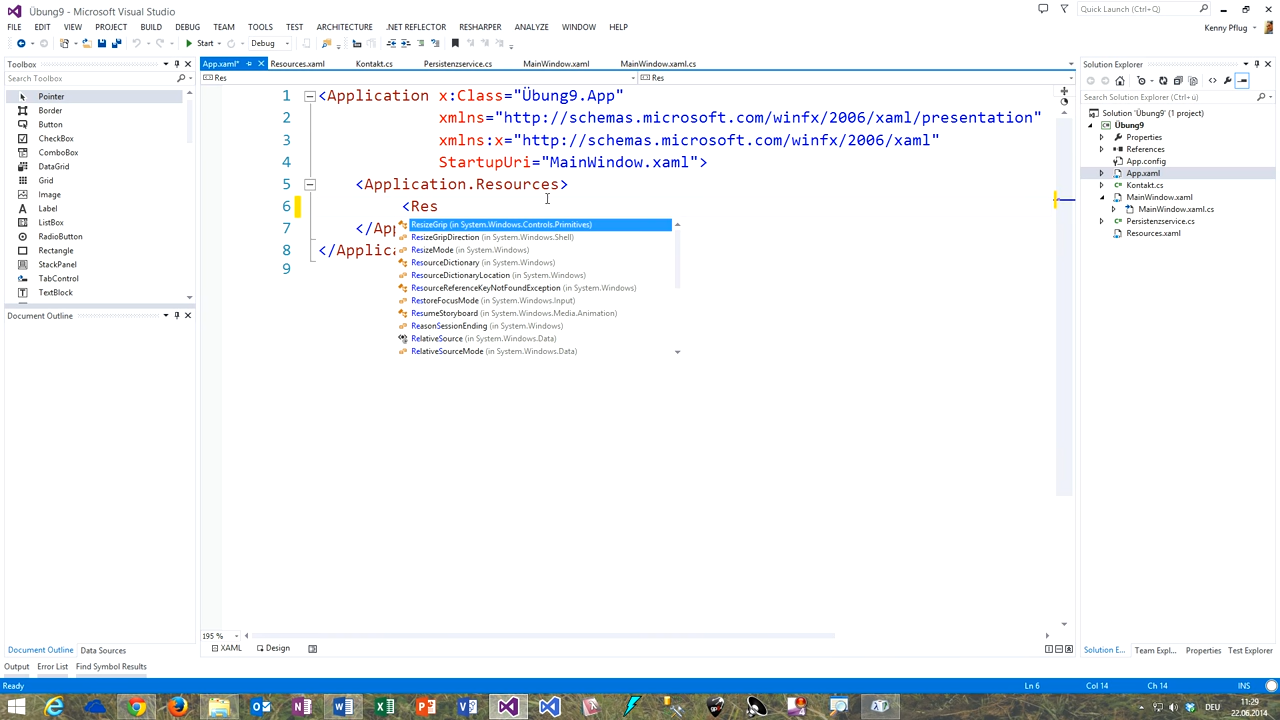 Übung9 - Microsoft Visual Studio
Quick Launch (Ctrl+Q)
FILE EDIT VIEW PROJECT BUILD DEBUG TEAM TOOLS TEST ARCHITECTURE .NET REFLECTOR RESHARPER ANALYZE WINDOW HELP
Kenny Pflug
Start Debug
Toolbox
App.xaml* Resources.xaml Kontakt.cs Persistenzservice.cs MainWindow.xaml MainWindow.xaml.cs
Solution Explorer
Search Toolbox
Res Res
Search Solution Explorer (Ctrl+ü)
Pointer
Border
Button
CheckBox
ComboBox
DataGrid
Grid
Image
Label
ListBox
RadioButton
Rectangle
StackPanel
TabControl
TextBlock
Document Outline
1 <Application x:Class="Übung9.App"
2 xmlns="http://schemas.microsoft.com/winfx/2006/xaml/presentation"
3 xmlns:x="http://schemas.microsoft.com/winfx/2006/xaml"
4 StartupUri="MainWindow.xaml">
5 <Application.Resources>
6 <Res
7 </App
8 </Applic
9
ResizeGrip (in System.Windows.Controls.Primitives)
ResizeGripDirection (in System.Windows.Shell)
ResizeMode (in System.Windows)
ResourceDictionary (in System.Windows)
ResourceDictionaryLocation (in System.Windows)
ResourceReferenceKeyNotFoundException (in System.Windows)
RestoreFocusMode (in System.Windows.Input)
ResumeStoryboard (in System.Windows.Media.Animation)
ReasonSessionEnding (in System.Windows)
RelativeSource (in System.Windows.Data)
RelativeSourceMode (in System.Windows.Data)
Solution 'Übung9' (1 project)
Übung9
Properties
References
App.config
App.xaml
Kontakt.cs
MainWindow.xaml
MainWindow.xaml.cs
Persistenzservice.cs
Resources.xaml
195 %
XAML Design
Document Outline Data Sources
Solution E... Team Expl... Properties Test Explorer
Output Error List Find Symbol Results
Ready Ln 6 Col 14 Ch 14 INS
DEU
11:29
22.06.2014